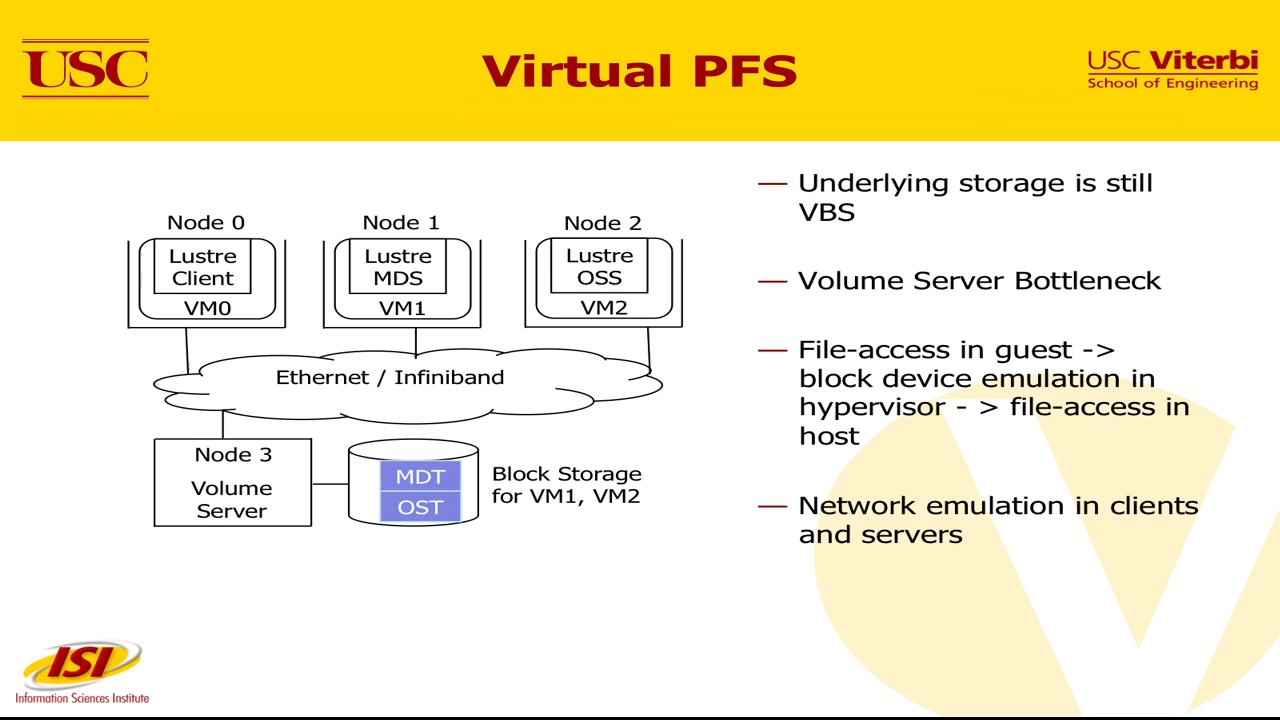 USC
Virtual PFS
USC Viterbi
School of Engineering
Node 0
Node 1
Node 2
Lustre
Client
VM0
Lustre
MDS
VM1
Lustre
OSS
VM2
Ethernet / Infiniband
Node 3
Volume
Server
MDT
OST
Block Storage
for VM1, VM2
— Underlying storage is still
VBS
— Volume Server Bottleneck
— File-access in guest ->
block device emulation in
hypervisor - > file-access in
host
— Network emulation in clients
and servers
ISI
Information Sciences Institute